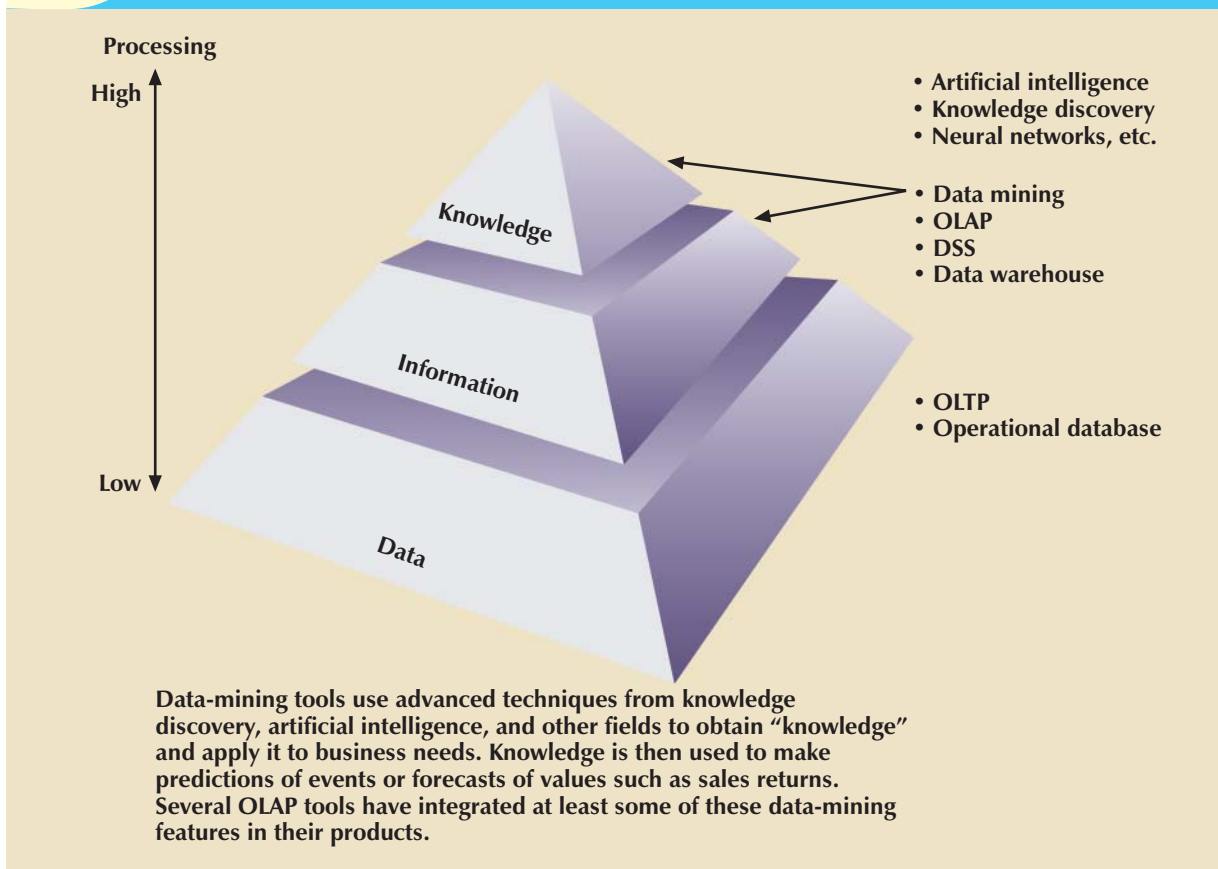 Processing
High
Low
Knowledge
Information
Data
• Artificial intelligence
• Knowledge discovery
• Neural networks, etc.
• Data mining
• OLAP
• DSS
• Data warehouse
• OLTP
• Operational database
Data-mining tools use advanced techniques from knowledge
discovery, artificial intelligence, and other fields to obtain “knowledge”
and apply it to business needs. Knowledge is then used to make
predictions of events or forecasts of values such as sales returns.
Several OLAP tools have integrated at least some of these data-mining
features in their products.